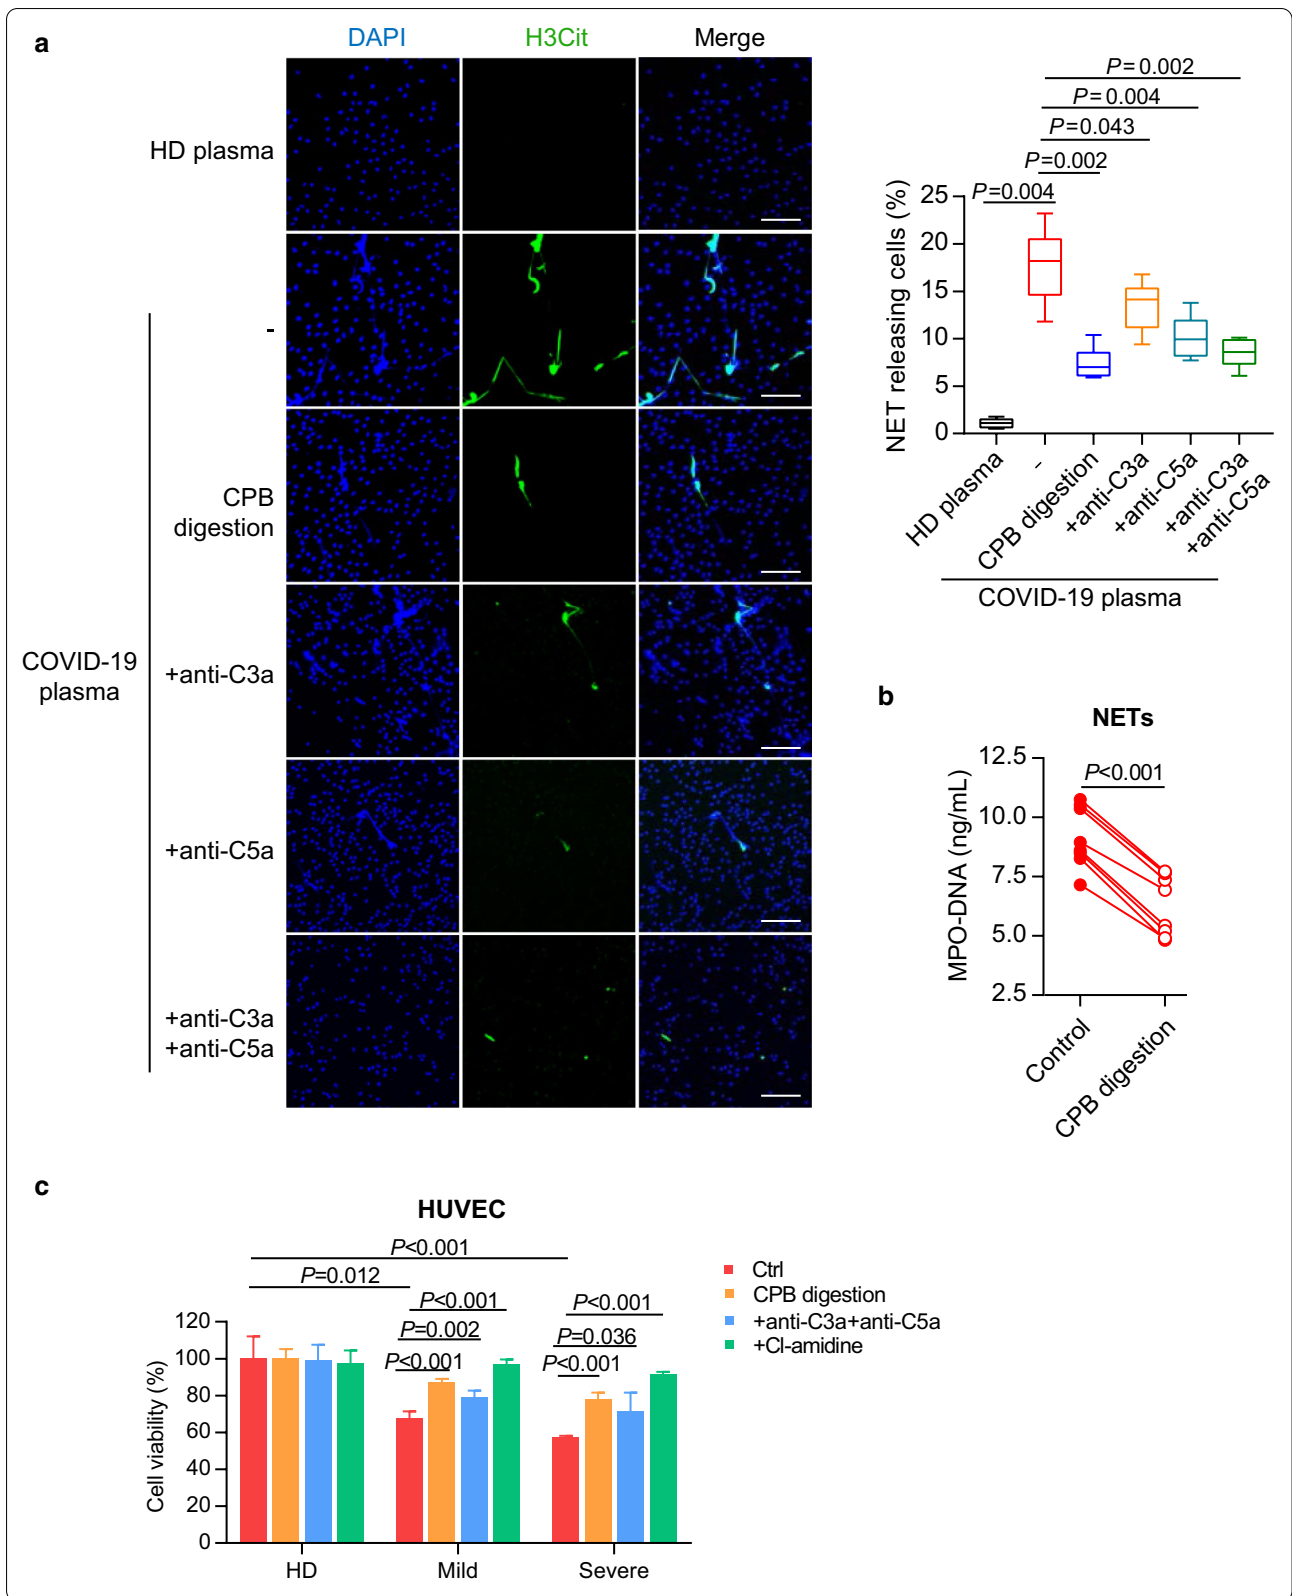 a
DAPI
H3Cit
Merge
HD plasma
-
CPB
digestion
+anti-C3a
+anti-C5a
+anti-C3a
+anti-C5a
COVID-19
plasma
P=0.002
P=0.004
P=0.043
P=0.002
P=0.004
NET releasing cells (%)
25
20
15
10
5
0
HD plasma
-
CPB digestion
+anti-C3a
+anti-C5a
+anti-C3a
+anti-C5a
COVID-19 plasma
b
NETs
P<0.001
MPO-DNA (ng/mL)
12.5
10.0
7.5
5.0
2.5
Control
CPB digestion
c
HUVEC
P<0.001
P=0.012
P<0.001
P=0.002
P<0.001
P<0.001
P=0.036
P<0.001
Ctrl
CPB digestion
+anti-C3a+anti-C5a
+Cl-amidine
Cell viability (%)
120
100
80
60
40
20
0
HD
Mild
Severe